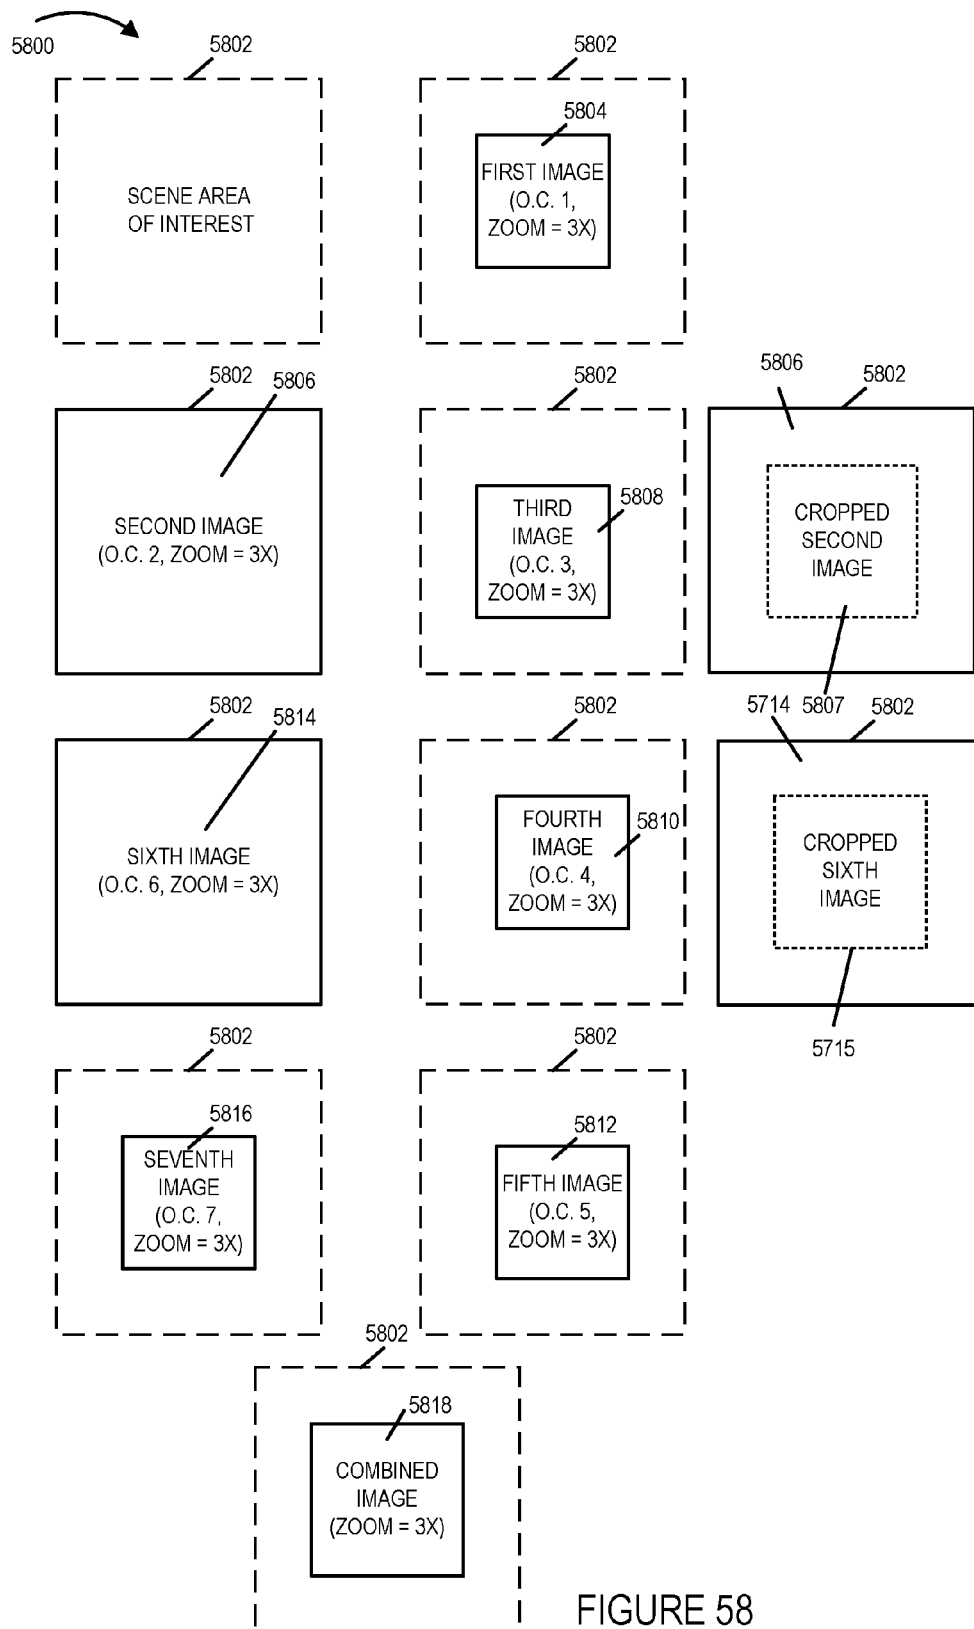 5800
5802
SCENE AREA
OF INTEREST
5802
5804
FIRST IMAGE
(O.C. 1,
ZOOM = 3X)
5802
5806
SECOND IMAGE
(O.C. 2, ZOOM = 3X)
5802
5808
THIRD
IMAGE
(O.C. 3,
ZOOM = 3X)
5806
5802
CROPPED
SECOND
IMAGE
5807
5802
5814
SIXTH IMAGE
(O.C. 6, ZOOM = 3X)
5802
5810
FOURTH
IMAGE
(O.C. 4,
ZOOM = 3X)
5714
5802
CROPPED
SIXTH
IMAGE
5715
5802
5816
SEVENTH
IMAGE
(O.C. 7,
ZOOM = 3X)
5802
5812
FIFTH IMAGE
(O.C. 5,
ZOOM = 3X)
5802
5818
COMBINED
IMAGE
(ZOOM = 3X)
FIGURE 58